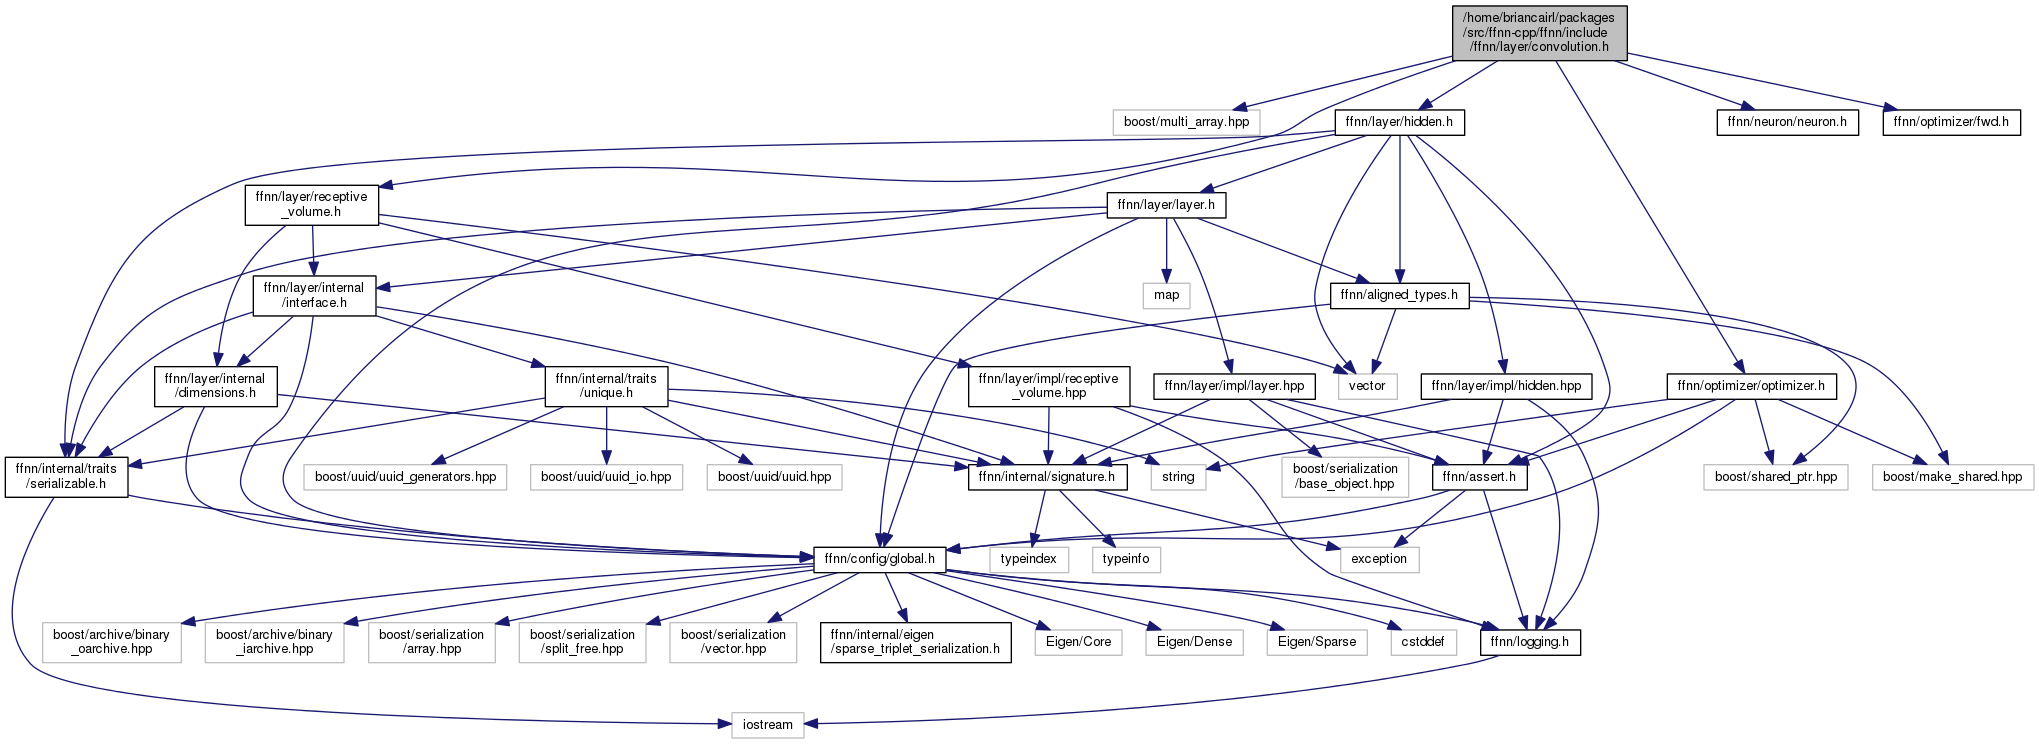 /home/briancairl/packages
/src/ffnn-cpp/ffnn/include
/ffnn/layer/convolution.h
boost/multi_array.hpp
ffnn/layer/hidden.h
ffnn/neuron/neuron.h
ffnn/optimizer/fwd.h
ffnn/layer/receptive
_volume.h
ffnn/layer/layer.h
ffnn/layer/internal
/interface.h
map
ffnn/aligned_types.h
ffnn/layer/internal
/dimensions.h
ffnn/internal/traits
/unique.h
ffnn/layer/impl/receptive
_volume.hpp
ffnn/layer/impl/layer.hpp
vector
ffnn/layer/impl/hidden.hpp
ffnn/optimizer/optimizer.h
ffnn/internal/traits
/serializable.h
boost/uuid/uuid_generators.hpp
boost/uuid/uuid_io.hpp
boost/uuid/uuid.hpp
ffnn/internal/signature.h
string
boost/serialization
/base_object.hpp
ffnn/assert.h
boost/shared_ptr.hpp
boost/make_shared.hpp
ffnn/config/global.h
typeindex
typeinfo
exception
boost/archive/binary
_oarchive.hpp
boost/archive/binary
_iarchive.hpp
boost/serialization
/array.hpp
boost/serialization
/split_free.hpp
boost/serialization
/vector.hpp
ffnn/internal/eigen
/sparse_triplet_serialization.h
Eigen/Core
Eigen/Dense
Eigen/Sparse
cstddef
ffnn/logging.h
iostream